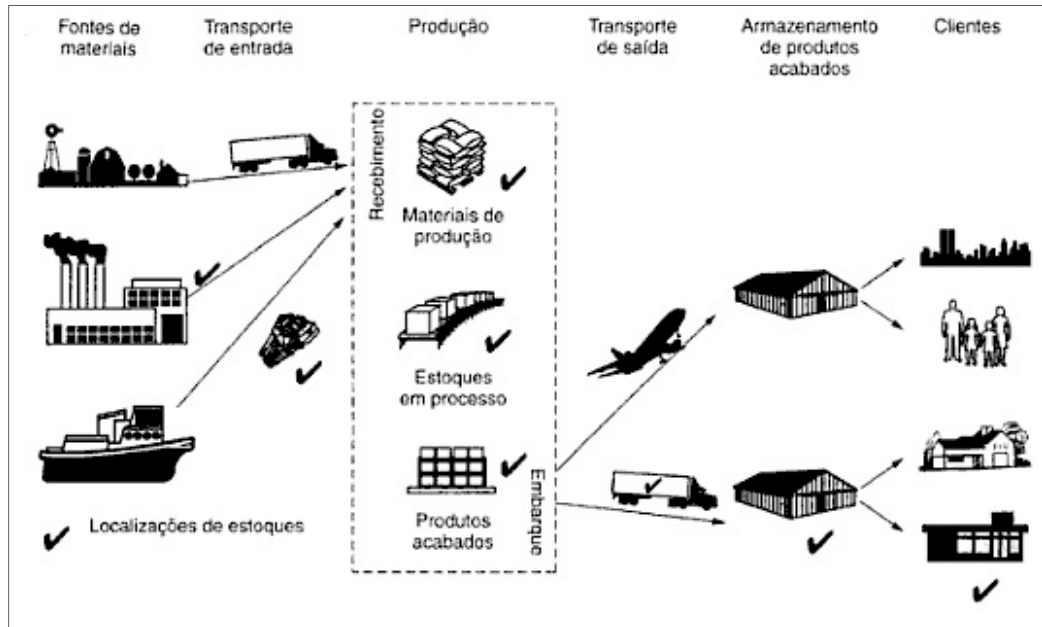 Fontes de
materiais
Transporte
de entrada
Produção
Transporte
de saída
Armazenamento
de produtos
acabados
Clientes
Recebimento
Materiais de
produção
Estoques
em processo
Produtos
acabados
Embarque
Localizações de estoques